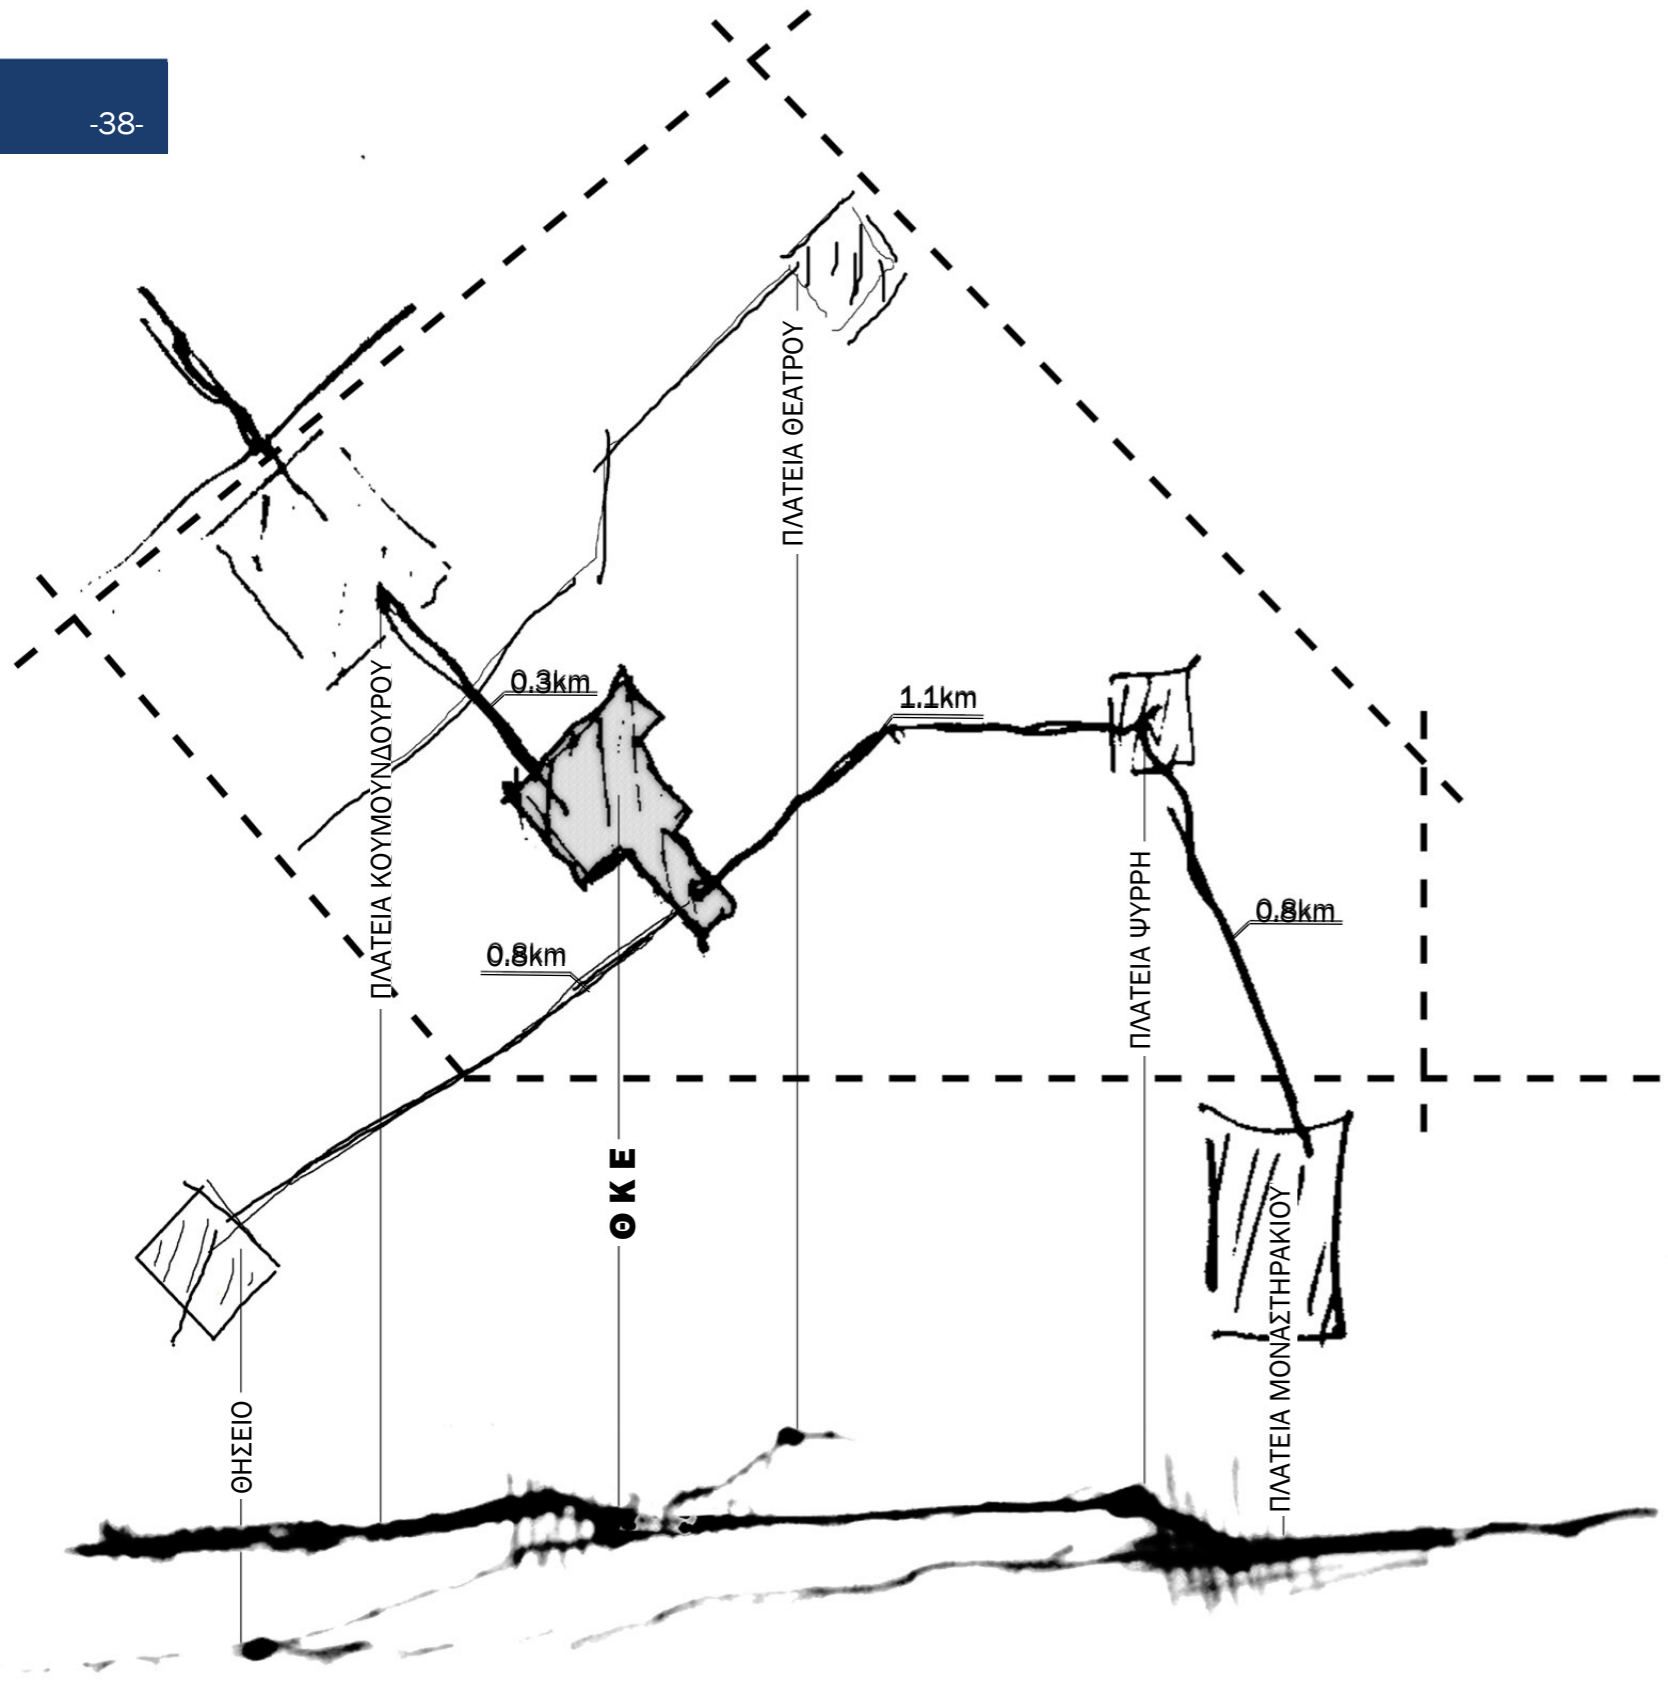 -38-
ΠΛΑΤΕΙΑ ΘΕΑΤΡΟΥ
ΠΛΑΤΕΙΑ ΚΟΥΜΟΥΝΔΟΥΡΟΥ
0.3km
1.1km
ΠΛΑΤΕΙΑ ΨΥΡΡΗ
0.8km
0.8km
Θ Κ Ε
ΠΛΑΤΕΙΑ ΜΟΝΑΣΤΗΡΑΚΙΟΥ
ΘΗΣΕΙΟ